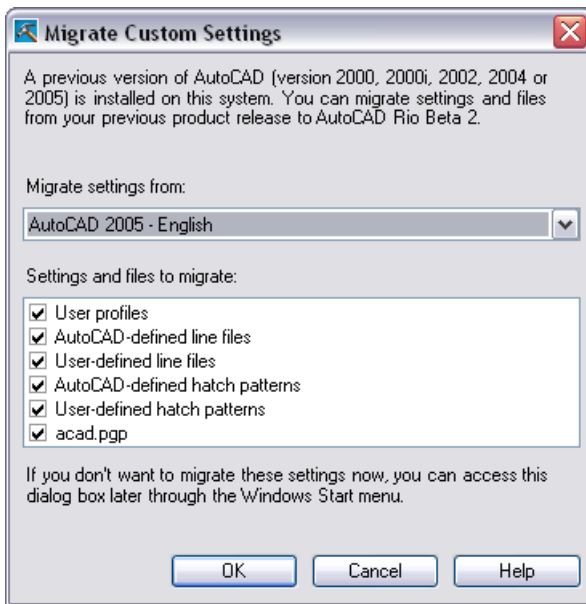 Migrate Custom Settings
A previous version of AutoCAD (version 2000, 2000i, 2002, 2004 or
2005) is installed on this system. You can migrate settings and files
from your previous product release to AutoCAD Rio Beta 2.
Migrate settings from:
AutoCAD 2005 - English
Settings and files to migrate:
User profiles
AutoCAD-defined line files
User-defined line files
AutoCAD-defined hatch patterns
User-defined hatch patterns
acad.pgp
If you don't want to migrate these settings now, you can access this
dialog box later through the Windows Start menu.
OK
Cancel
Help